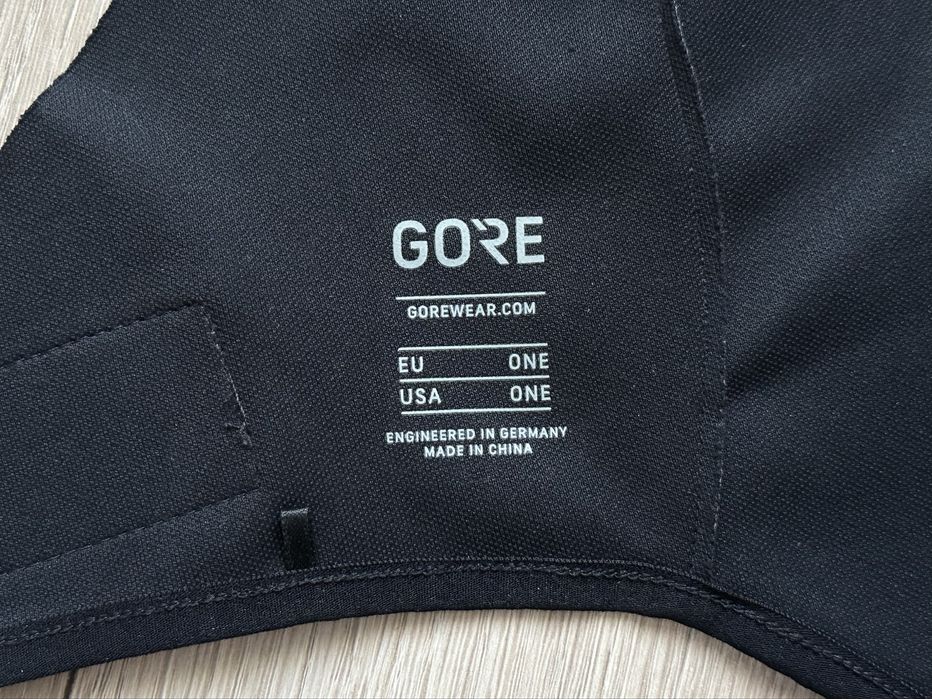 GORE
GOREWEAR.COM
EU ONE
USA ONE
ENGINEERED IN GERMANY
MADE IN CHINA